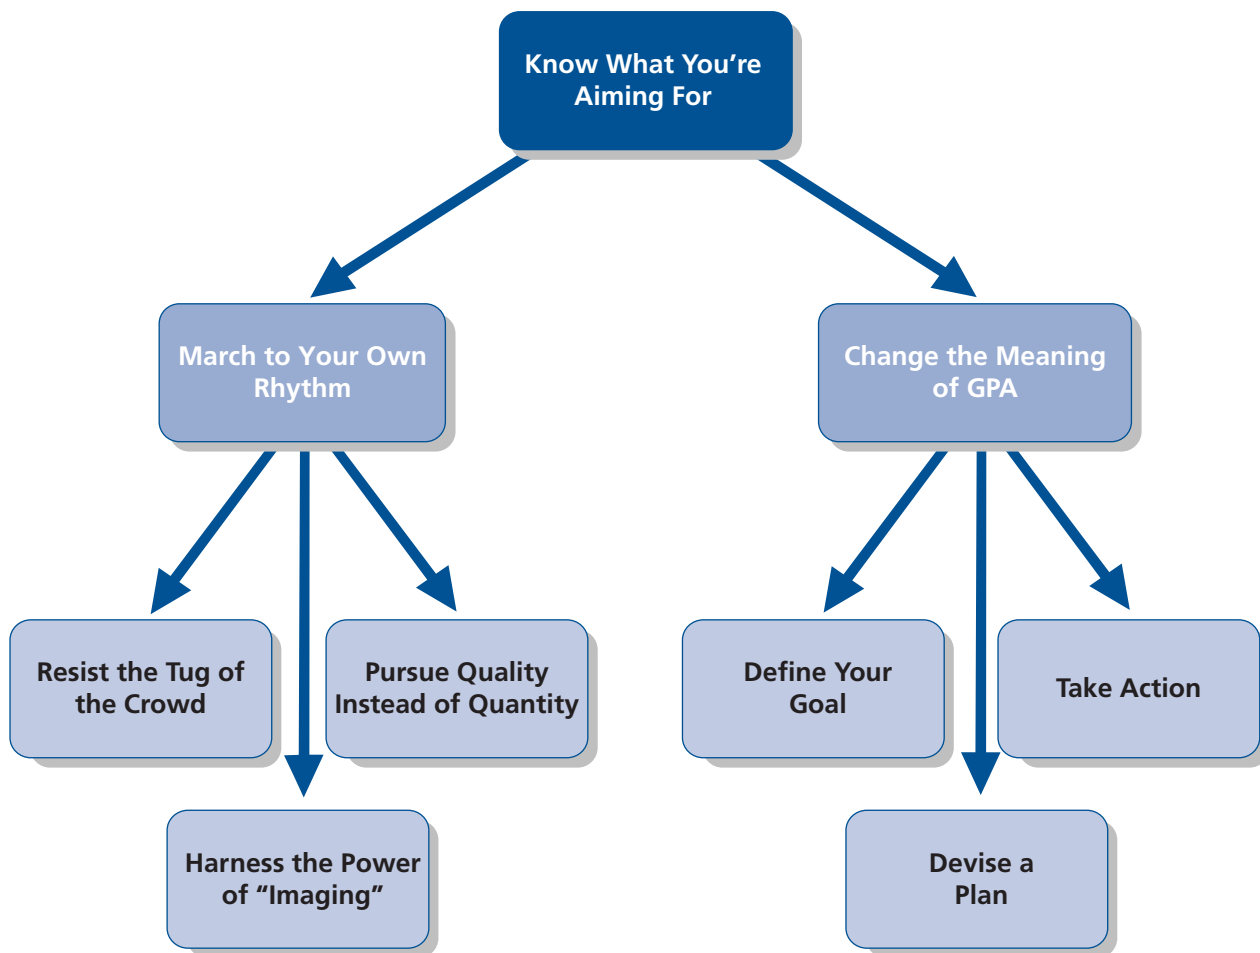 Know What You're
Aiming For
March to Your Own
Rhythm
Change the Meaning
of GPA
Resist the Tug of
the Crowd
Pursue Quality
Instead of Quantity
Define Your
Goal
Take Action
Harness the Power
of “Imaging”
Devise a
Plan